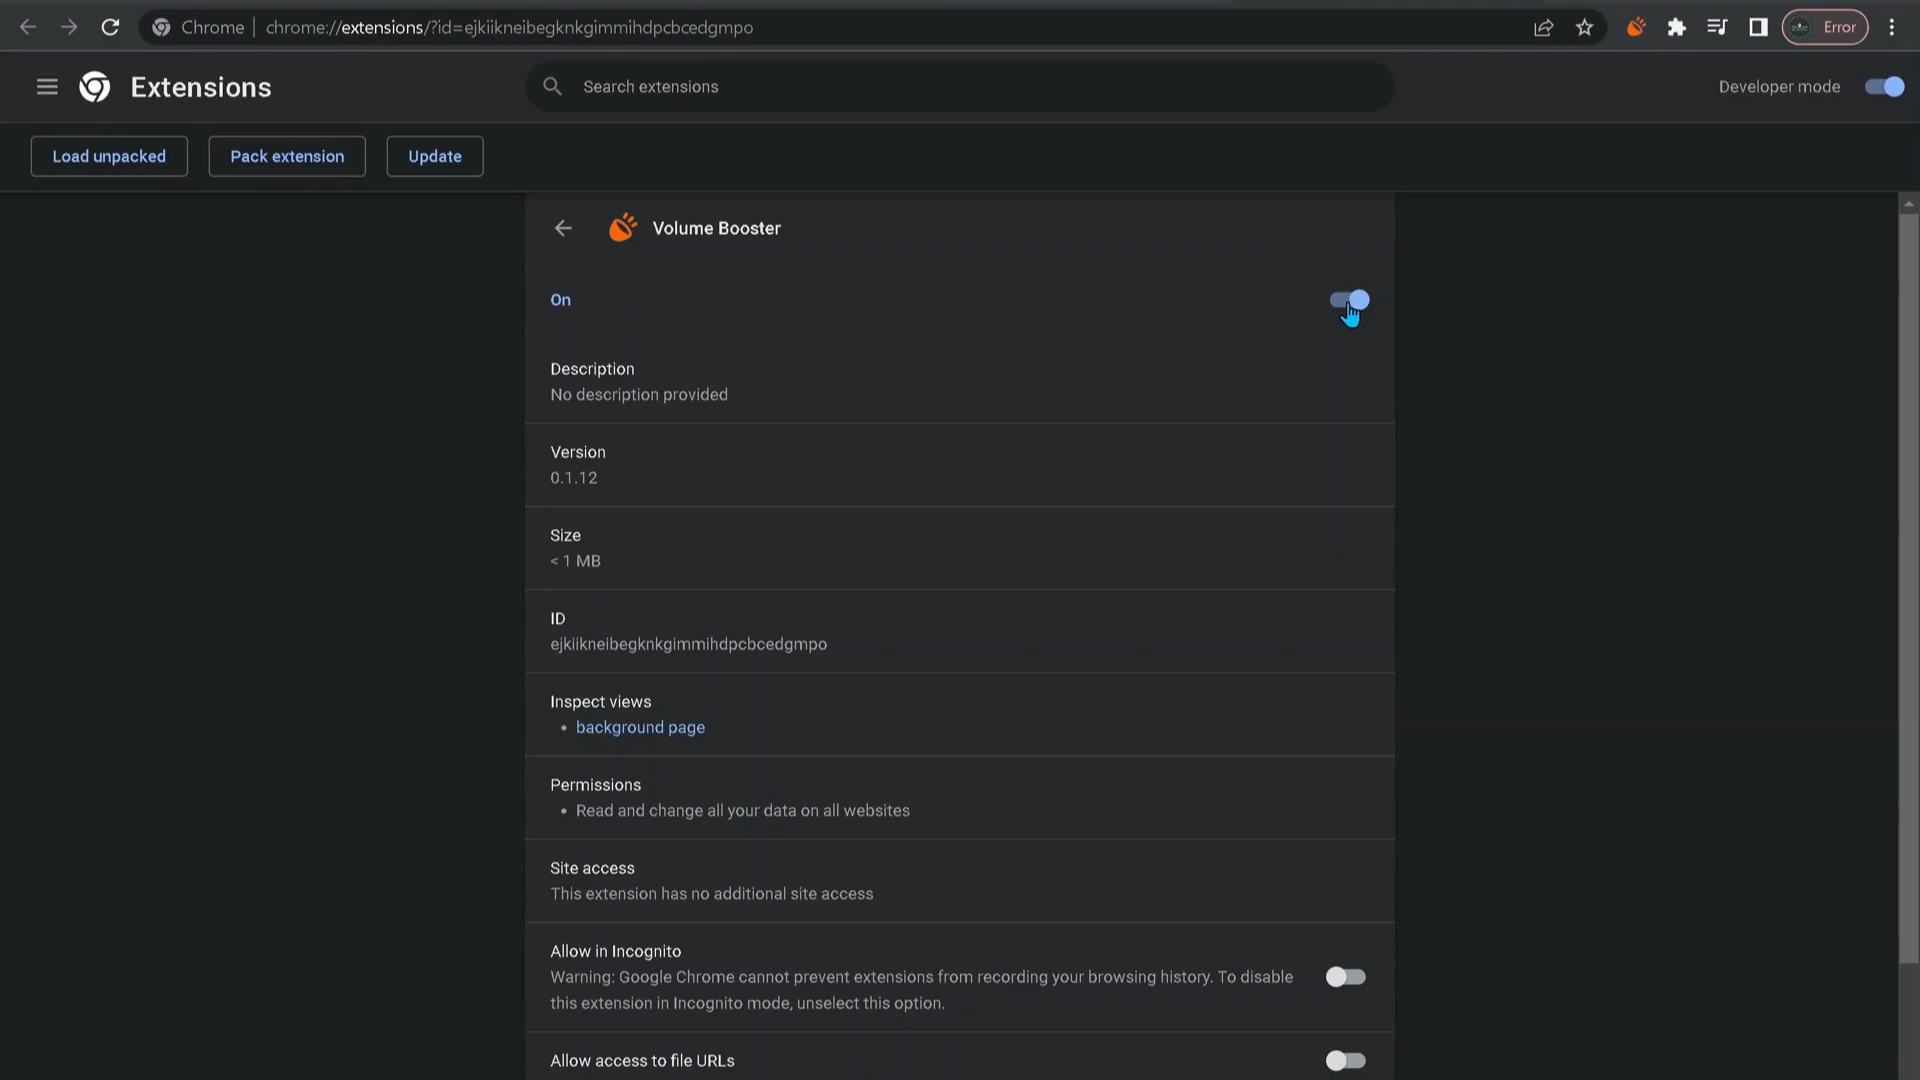 Chrome
chrome://extensions/?id=ejkiikneibegknkgimmihdpcbcedgmpo
Error
Extensions
Search extensions
Developer mode
Load unpacked
Pack extension
Update
Volume Booster
On
Description
No description provided
Version
0.1.12
Size
< 1 MB
ID
ejkiikneibegknkgimmihdpcbcedgmpo
Inspect views
• background page
Permissions
• Read and change all your data on all websites
Site access
This extension has no additional site access
Allow in Incognito
Warning: Google Chrome cannot prevent extensions from recording your browsing history. To disable
this extension in Incognito mode, unselect this option.
Allow access to file URLs